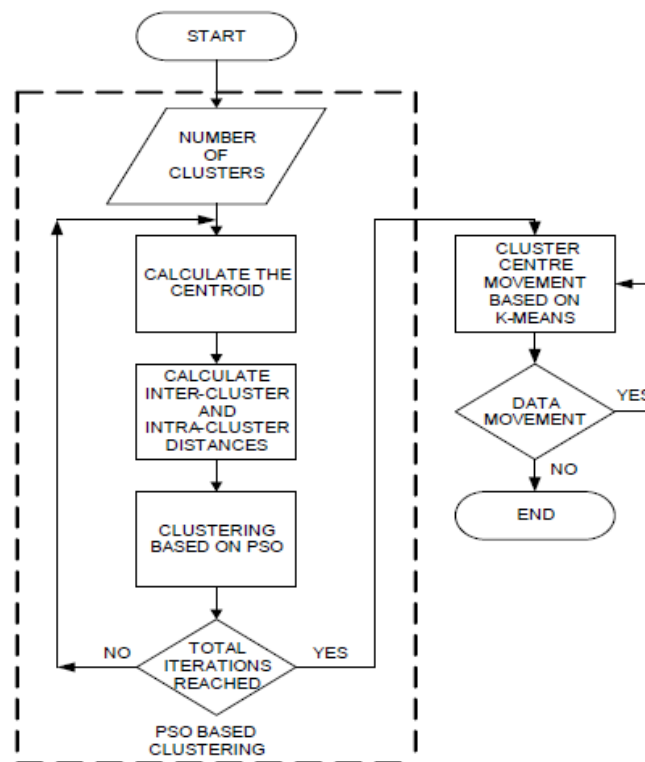 START
NUMBER
OF
CLUSTERS
CALCULATE THE
CENTROID
CALCULATE
INTER-CLUSTER
AND
INTRA-CLUSTER
DISTANCES
CLUSTERING
BASED ON PSO
TOTAL
ITERATIONS
REACHED
NO
YES
PSO BASED
CLUSTERING
CLUSTER
CENTRE
MOVEMENT
BASED ON
K-MEANS
DATA
MOVEMENT
YES
NO
END